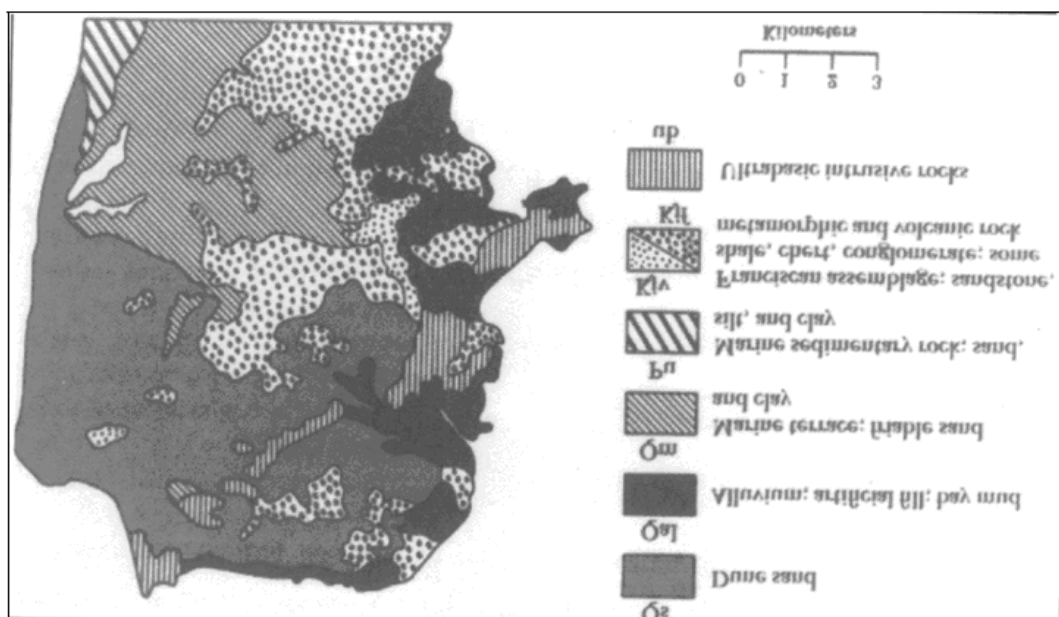 Qs
Dune sand
Qal
Alluvium; artificial fill; bay mud
Qm
Marine terrace; friable sand
and clay
Pu
Marine sedimentary rock; sand,
silt, and clay
Kjv
Franciscan assemblage; sandstone,
shale, chert, conglomerate; some
metamorphic and volcanic rock
Kjf
Ultrabasic intrusive rocks
ub
0 1 2 3
Kilometers